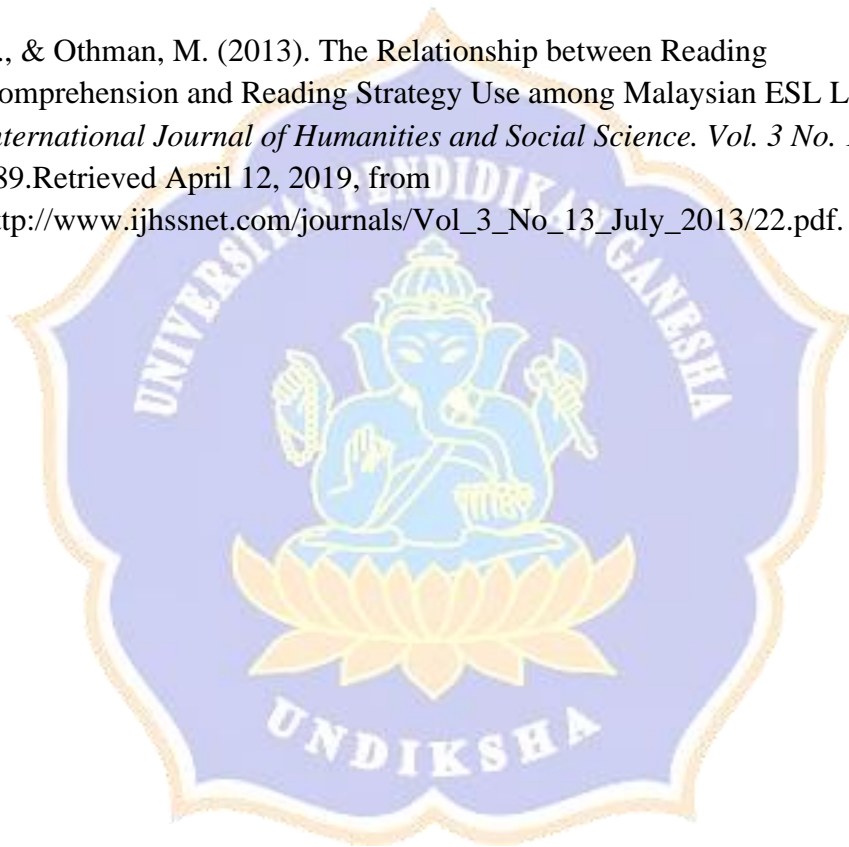 ., & Othman, M. (2013). The Relationship between Reading
omprehension and Reading Strategy Use among Malaysian ESL L
nternational Journal of Humanities and Social Science. Vol. 3 No. 1
89.Retrieved April 12, 2019, from
ttp://www.ijhssnet.com/journals/Vol_3_No_13_July_2013/22.pdf.
UNIVERSITAS PENDIDIKAN GANESHA
UNDIKSHA